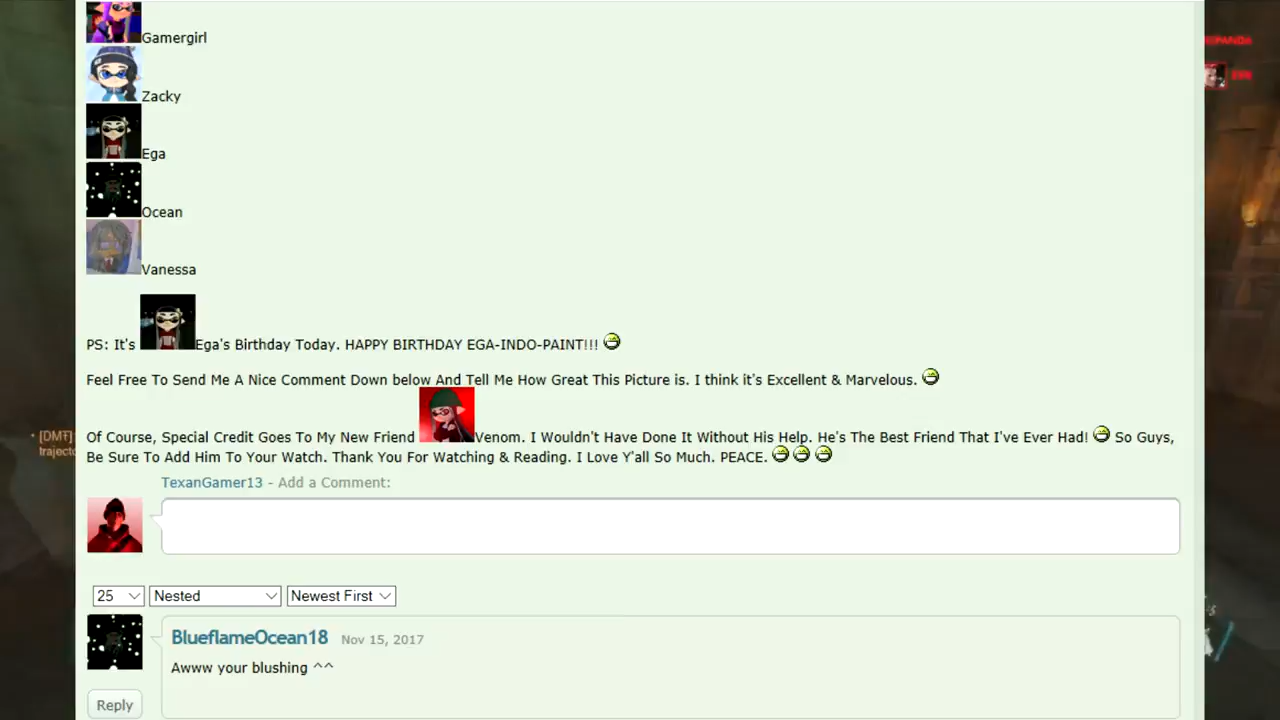 Gamergirl
Zacky
Ega
Ocean
Vanessa
PS: It's Ega's Birthday Today. HAPPY BIRTHDAY EGA-INDO-PAINT!!!
Feel Free To Send Me A Nice Comment Down below And Tell Me How Great This Picture is. I think it's Excellent & Marvelous.
Of Course, Special Credit Goes To My New Friend Venom. I Wouldn't Have Done It Without His Help. He's The Best Friend That I've Ever Had! So Guys,
Be Sure To Add Him To Your Watch. Thank You For Watching & Reading. I Love Y'all So Much. PEACE.
TexanGamer13 - Add a Comment:
25 Nested Newest First
BlueflameOcean18 Nov 15, 2017
Awww your blushing ^^
Reply